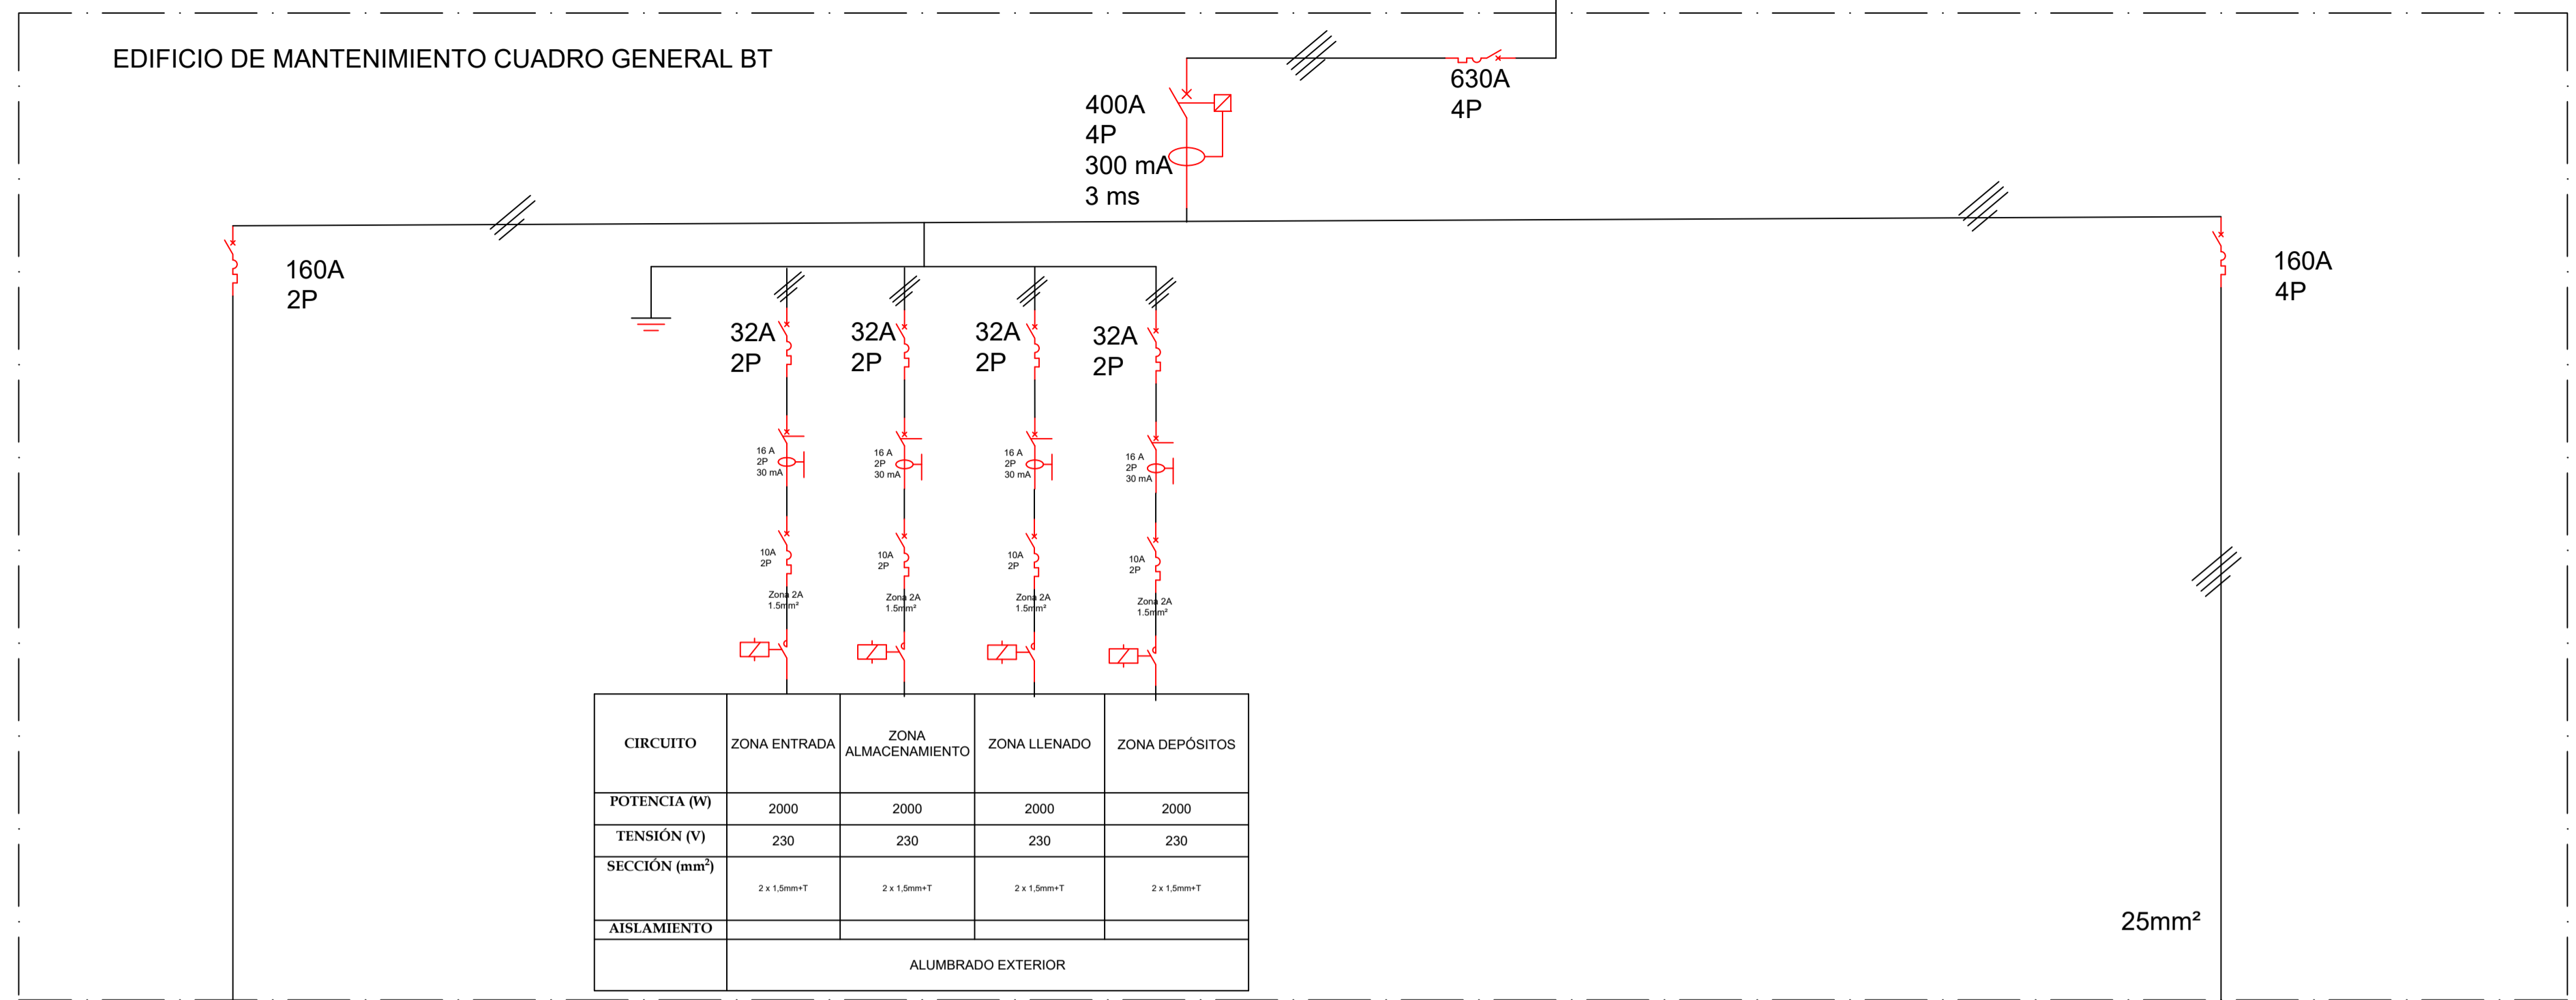 EDIFICIO DE MANTENIMIENTO CUADRO GENERAL BT
630A
4P
400A
4P
300 mA
3 ms
160A
2P
160A
4P
32A
2P
32A
2P
32A
2P
32A
2P
16 A
2P
30 mA
16 A
2P
30 mA
16 A
2P
30 mA
16 A
2P
30 mA
10A
2P
10A
2P
10A
2P
10A
2P
Zona 2A
1.5mm²
Zona 2A
1.5mm²
Zona 2A
1.5mm²
Zona 2A
1.5mm²
CIRCUITO
ZONA ENTRADA
ZONA
ALMACENAMIENTO
ZONA LLENADO
ZONA DEPÓSITOS
POTENCIA (W)
2000
2000
2000
2000
TENSIÓN (V)
230
230
230
230
SECCIÓN (mm²)
2 x 1,5mm+T
2 x 1,5mm+T
2 x 1,5mm+T
2 x 1,5mm+T
AISLAMIENTO
ALUMBRADO EXTERIOR
25mm²